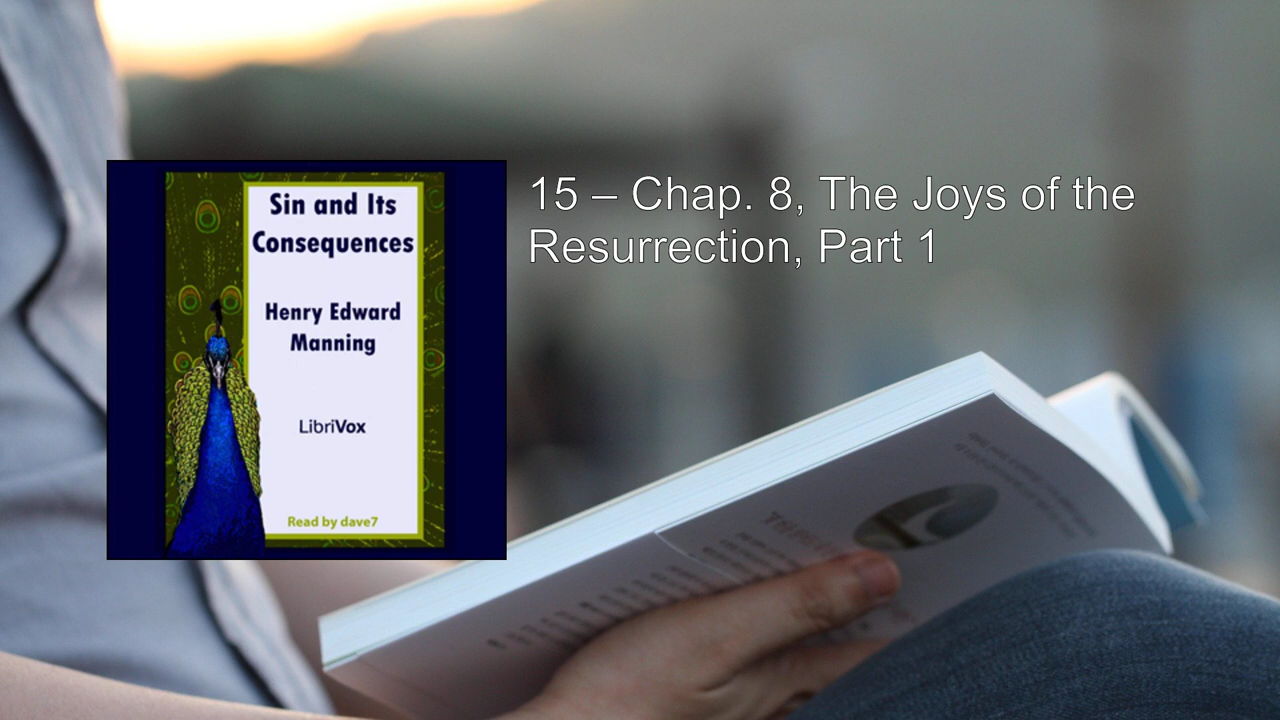 Sin and Its
Consequences
Henry Edward
Manning
LibriVox
Read by dave7
15 – Chap. 8, The Joys of the
Resurrection, Part 1